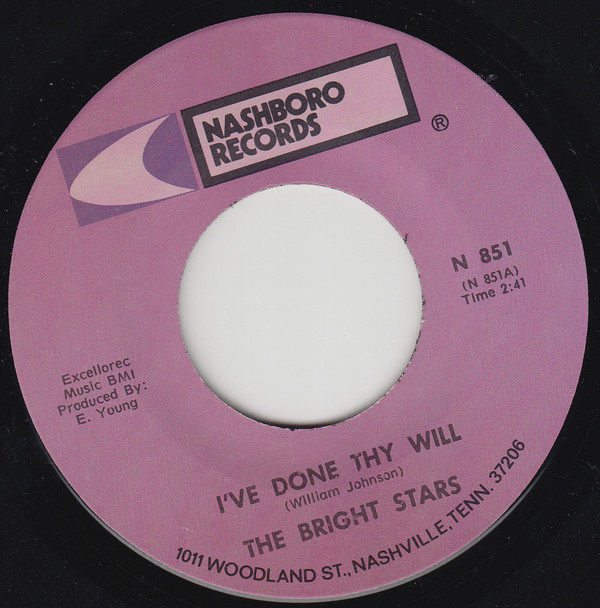 NASHBORO
RECORDS
®
N 851
(N 851A)
Time 2:41
Excellorec
Music BMI
Produced By:
E. Young
I'VE DONE THY WILL
(William Johnson)
THE BRIGHT STARS
1011 WOODLAND ST., NASHVILLE, TENN. 37206